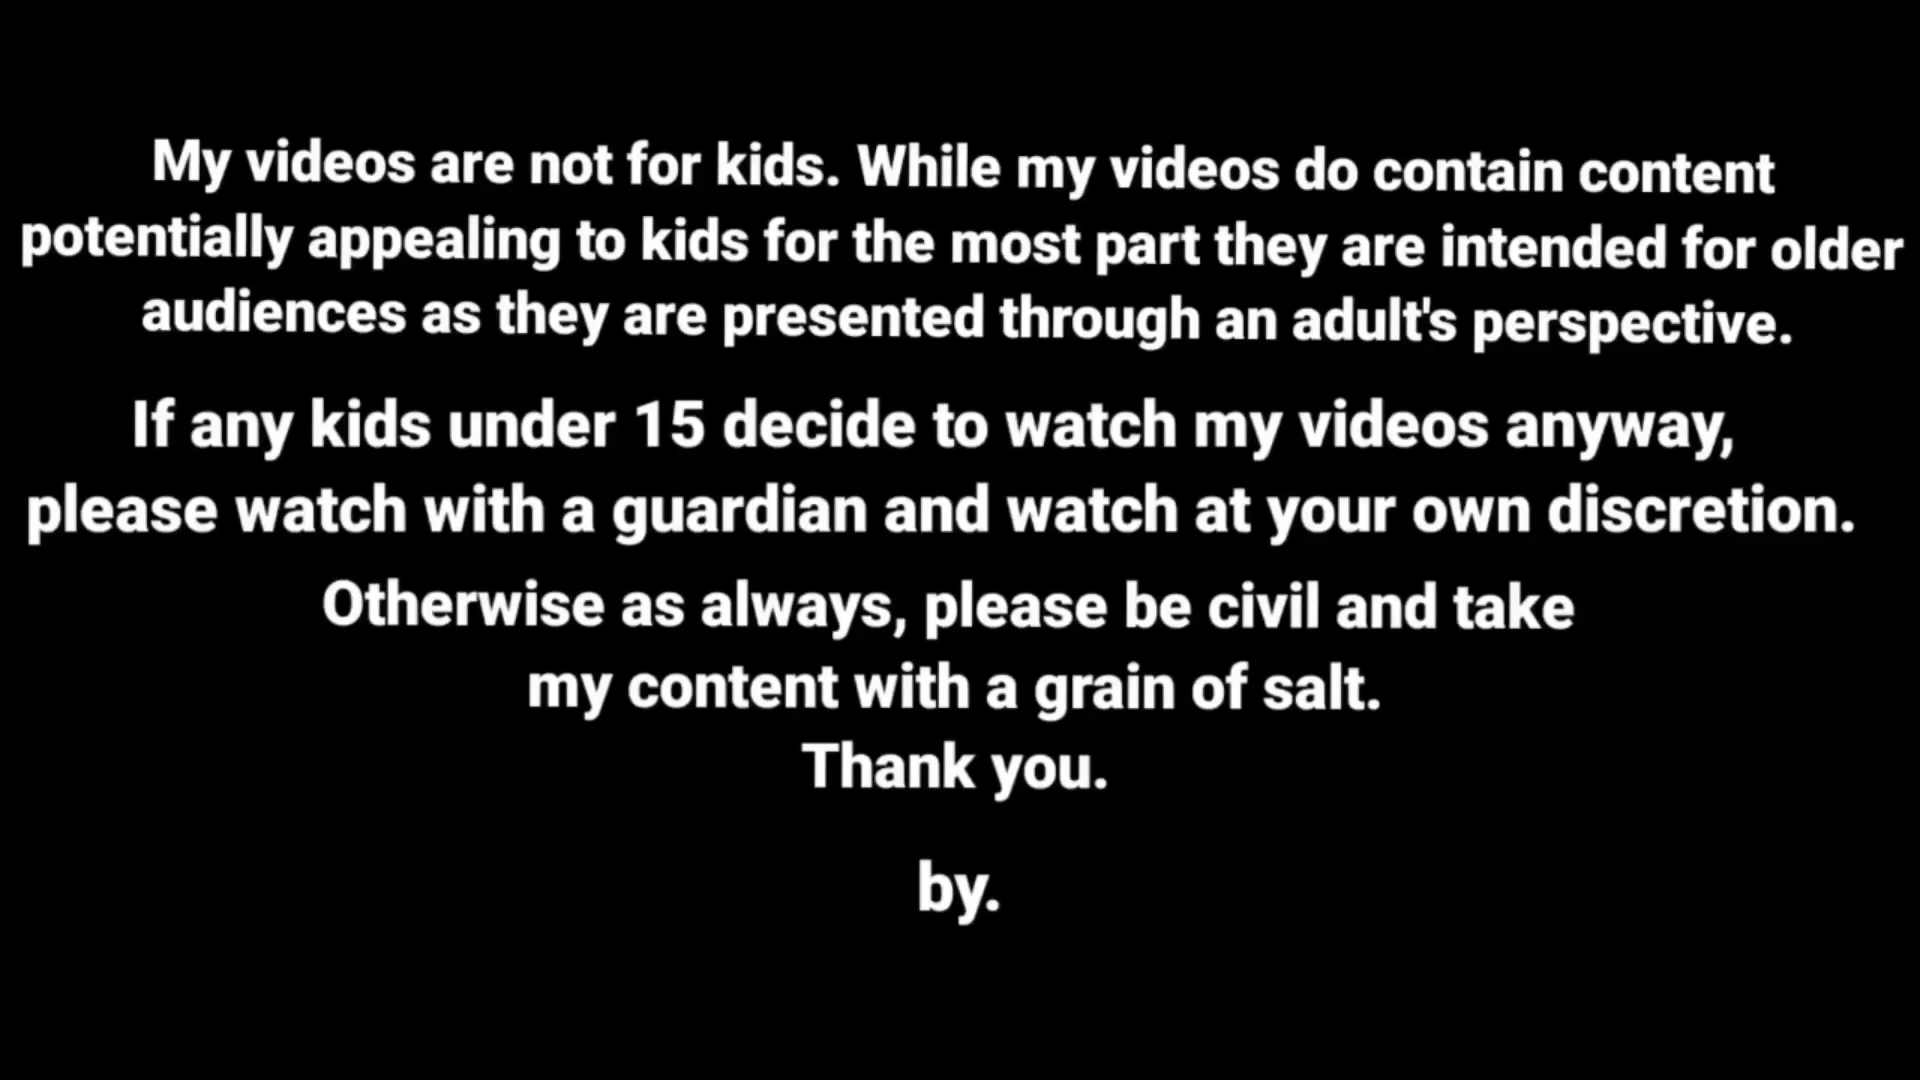 My videos are not for kids. While my videos do contain content
potentially appealing to kids for the most part they are intended for older
audiences as they are presented through an adult's perspective.
If any kids under 15 decide to watch my videos anyway,
please watch with a guardian and watch at your own discretion.
Otherwise as always, please be civil and take
my content with a grain of salt.
Thank you.
by.